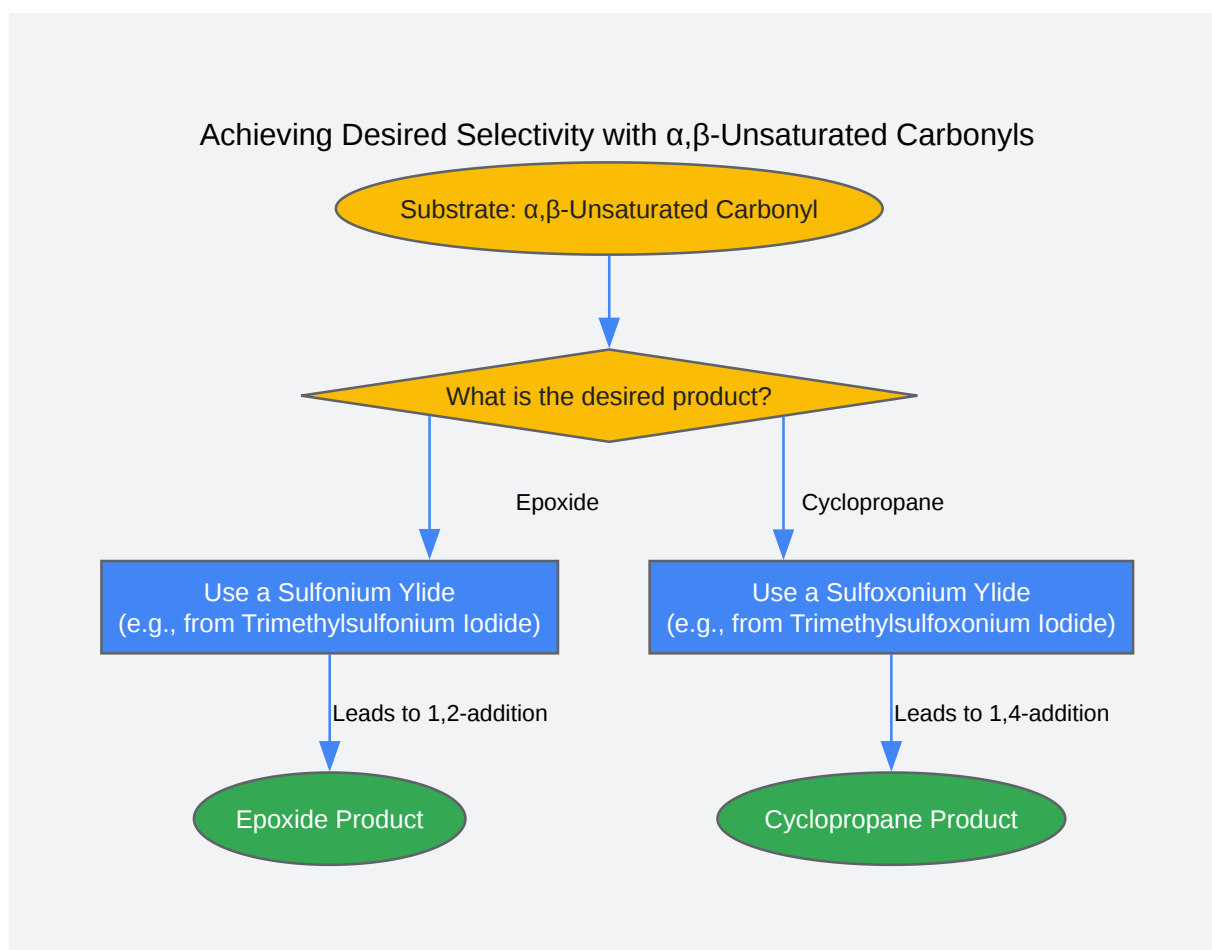 Achieving Desired Selectivity with α,β-Unsaturated Carbonyls
Substrate: α,β-Unsaturated Carbonyl
What is the desired product?
Epoxide
Cyclopropane
Use a Sulfonium Ylide
(e.g., from Trimethylsulfonium Iodide)
Use a Sulfoxonium Ylide
(e.g., from Trimethylsulfoxonium Iodide)
Leads to 1,2-addition
Leads to 1,4-addition
Epoxide Product
Cyclopropane Product